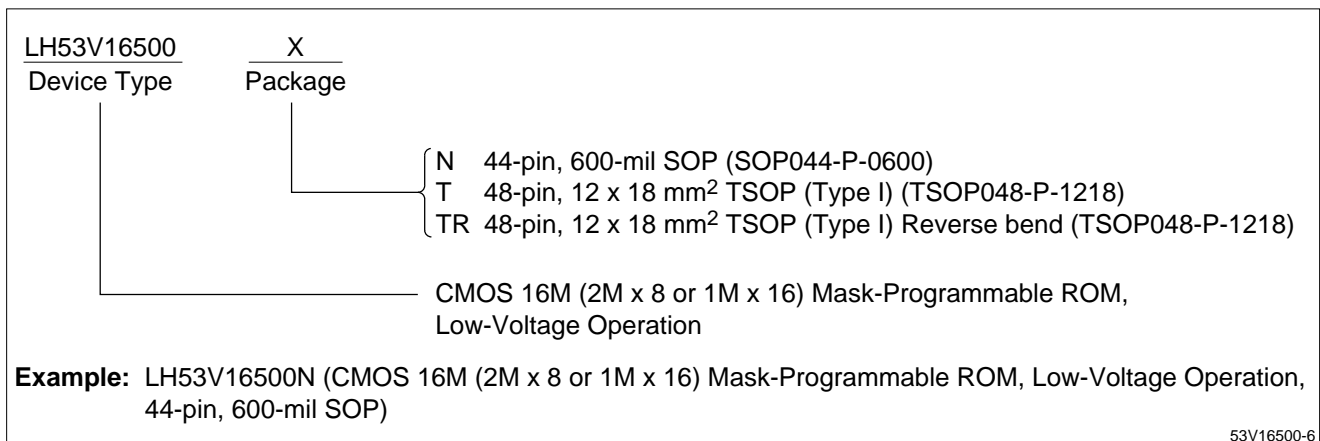 LH53V16500 X
Device Type Package
N 44-pin, 600-mil SOP (SOP044-P-0600)
T 48-pin, 12 x 18 mm2 TSOP (Type I) (TSOP048-P-1218)
TR 48-pin, 12 x 18 mm2 TSOP (Type I) Reverse bend (TSOP048-P-1218)
CMOS 16M (2M x 8 or 1M x 16) Mask-Programmable ROM,
Low-Voltage Operation
Example: LH53V16500N (CMOS 16M (2M x 8 or 1M x 16) Mask-Programmable ROM, Low-Voltage Operation,
44-pin, 600-mil SOP)
53V16500-6